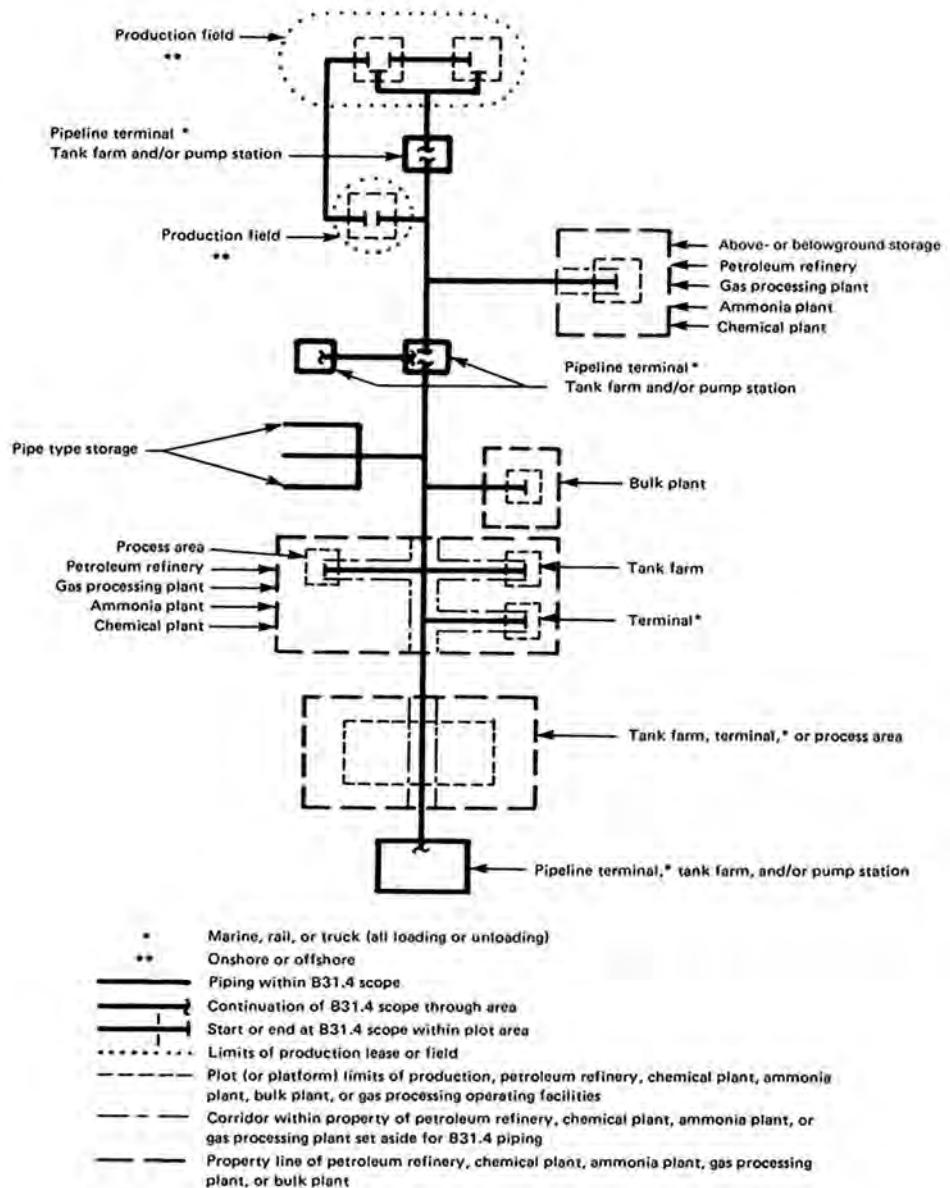 Production field
**
Pipeline terminal *
Tank farm and/or pump station
Production field
**
Above- or belowground storage
Petroleum refinery
Gas processing plant
Ammonia plant
Chemical plant
Pipeline terminal *
Tank farm and/or pump station
Pipe type storage
Bulk plant
Process area
Petroleum refinery
Gas processing plant
Ammonia plant
Chemical plant
Tank farm
Terminal*
Tank farm, terminal,* or process area
Pipeline terminal,* tank farm, and/or pump station
* Marine, rail, or truck (all loading or unloading)
** Onshore or offshore
Piping within B31.4 scope
Continuation of B31.4 scope through area
Start or end at B31.4 scope within plot area
Limits of production lease or field
Plot (or platform) limits of production, petroleum refinery, chemical plant, ammonia
plant, bulk plant, or gas processing operating facilities
Corridor within property of petroleum refinery, chemical plant, ammonia plant, or
gas processing plant set aside for B31.4 piping
Property line of petroleum refinery, chemical plant, ammonia plant, gas processing
plant, or bulk plant